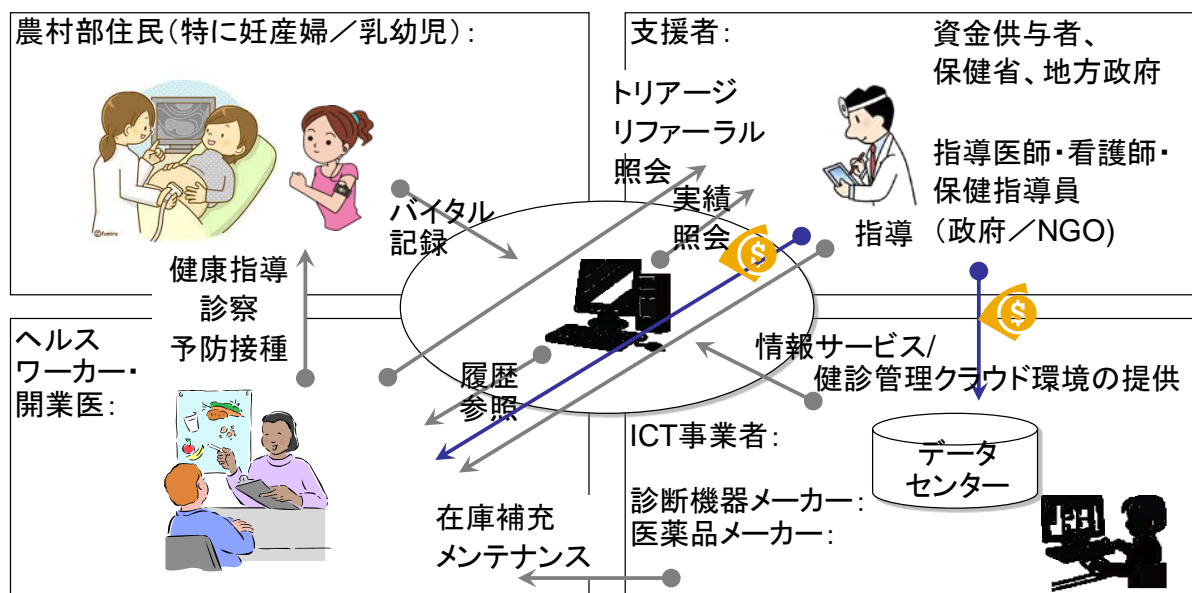 農村部住民(特に妊産婦／乳幼児)：
©fumira
バイタル
記録
健康指導
診察
予防接種
支援者：
資金供与者、
保健省、地方政府
指導医師・看護師・
保健指導員
(政府／NGO)
指導
トリアージ
リファーラル
照会
実績
照会
$
$
ヘルス
ワーカー・
開業医：
履歴
参照
在庫補充
メンテナンス
情報サービス/
健診管理クラウド環境の提供
ICT事業者：
診断機器メーカー：
医薬品メーカー：
データ
センター